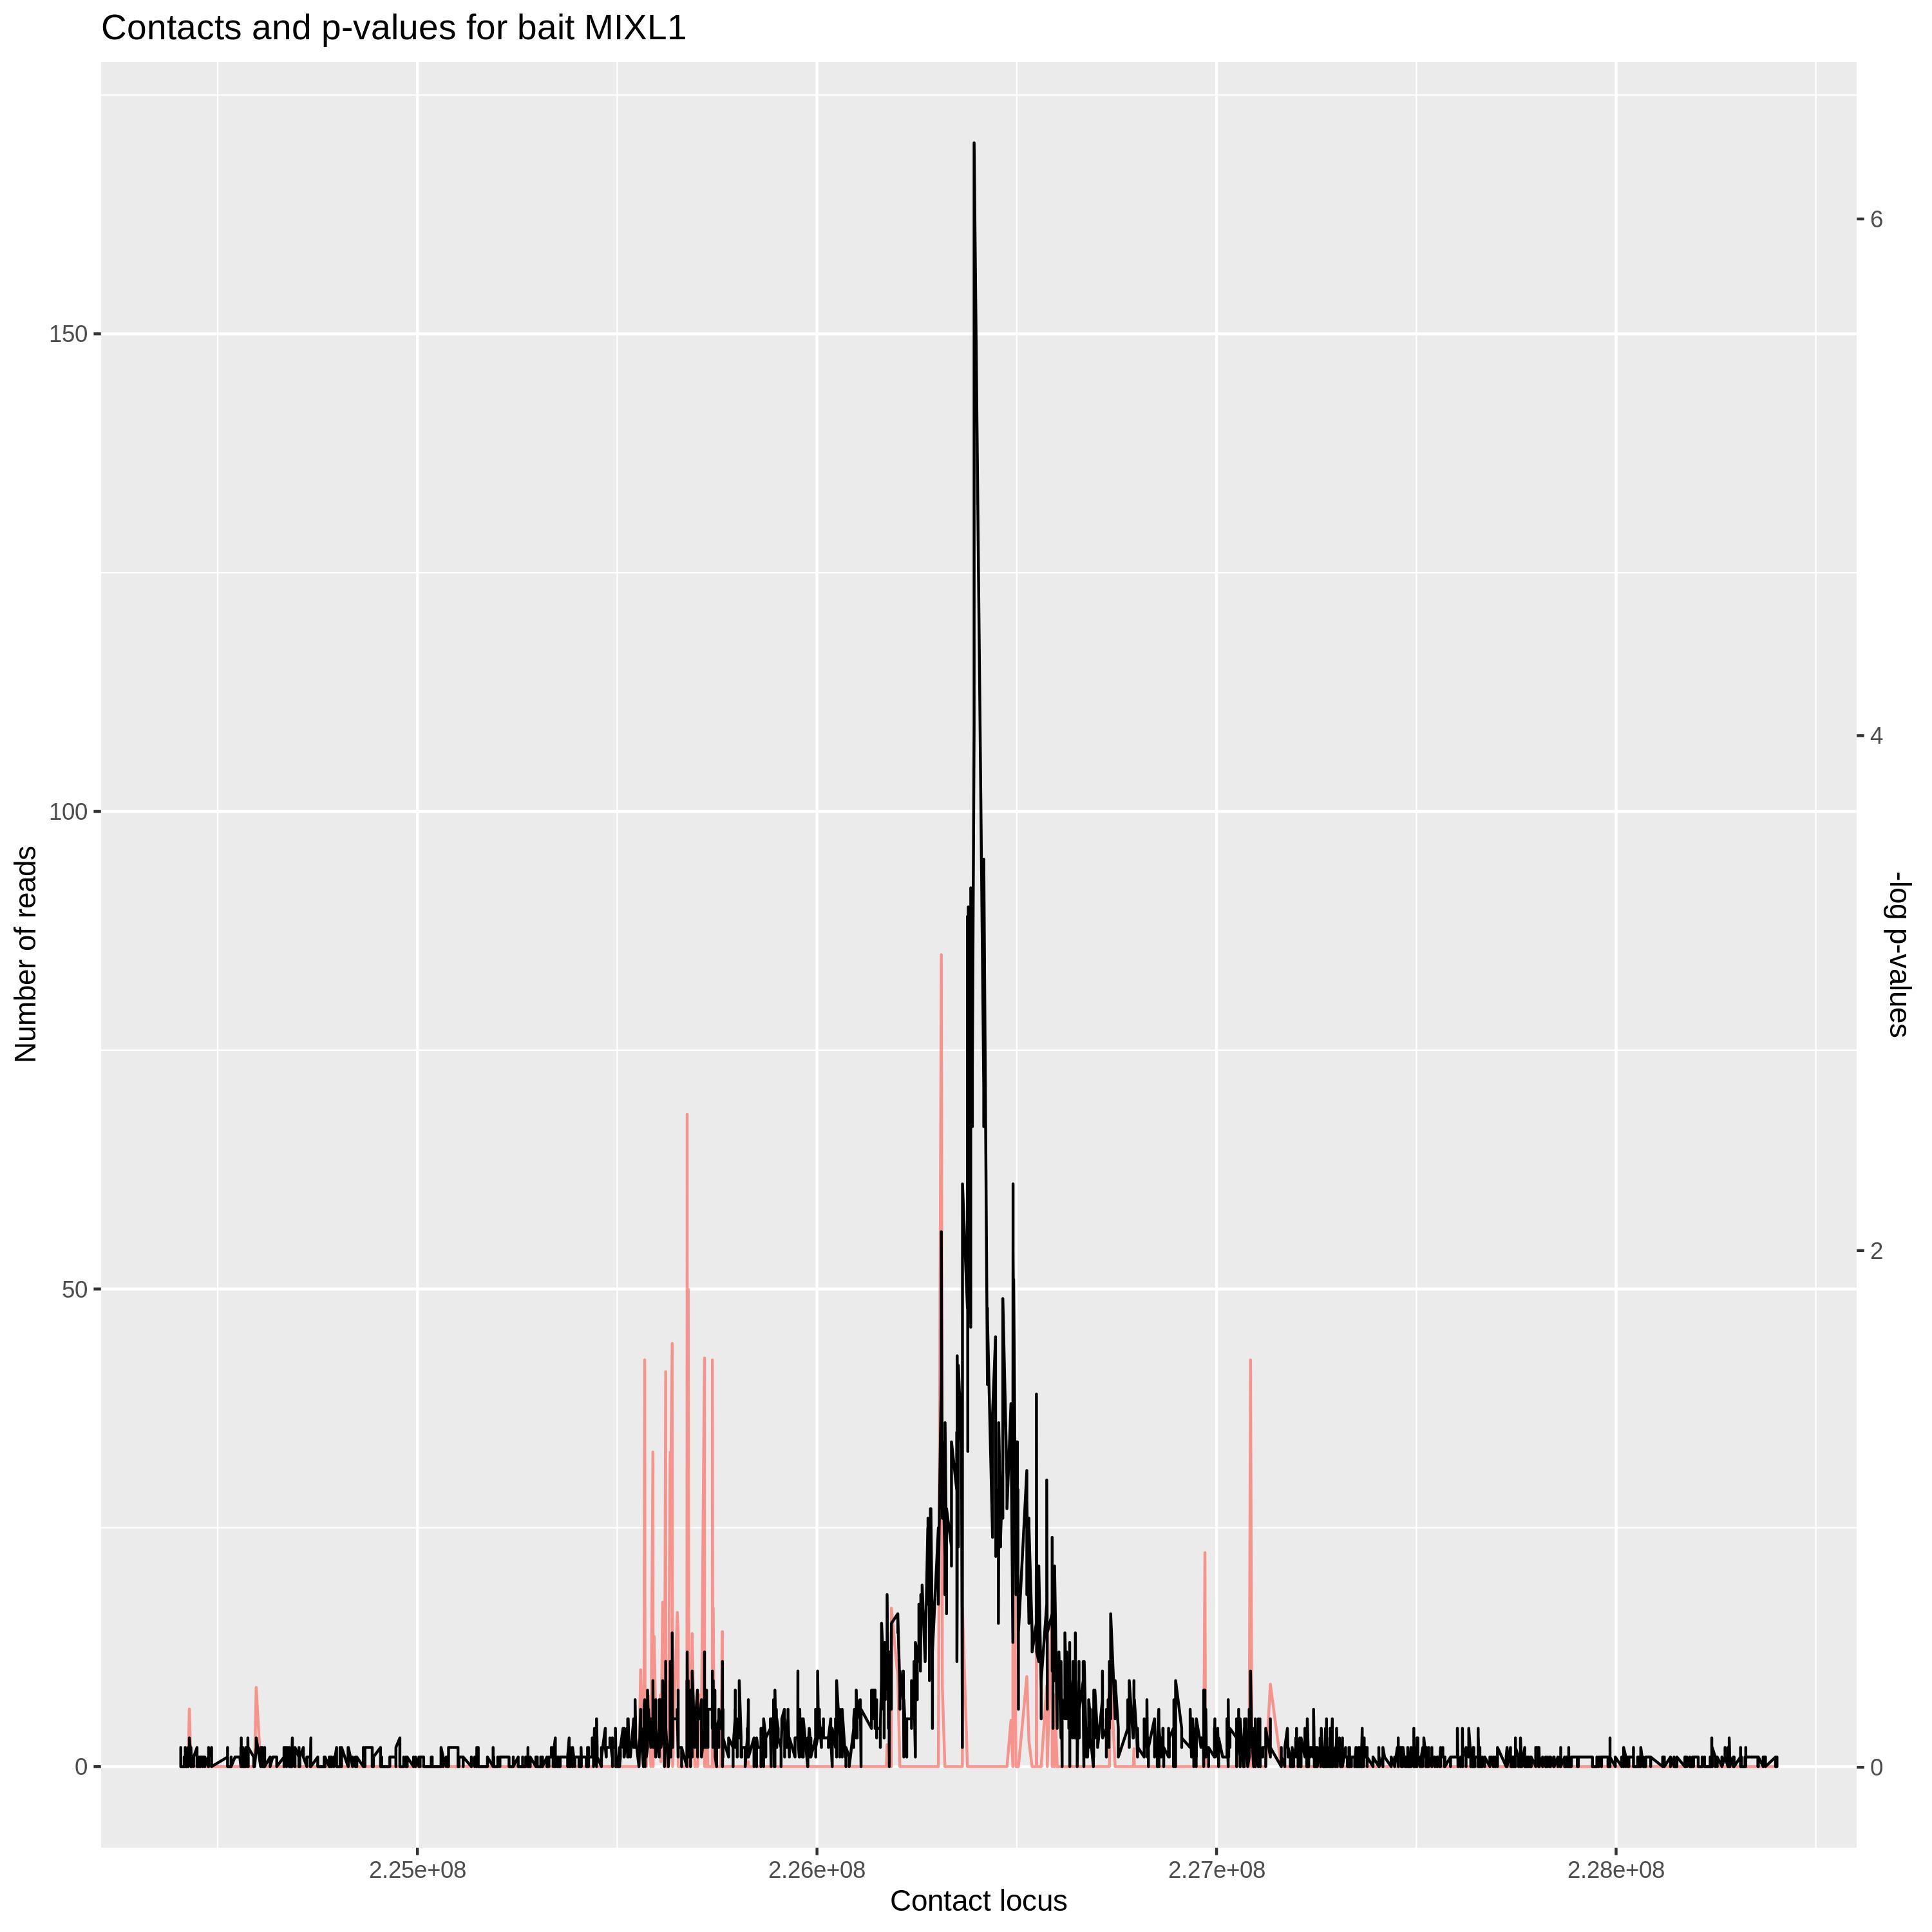 Contacts and p-values for bait MIXL1
Number of reads
150
100
50
0
6
4
2
0
-log p-values
2.25e+08
2.26e+08
2.27e+08
2.28e+08
Contact locus